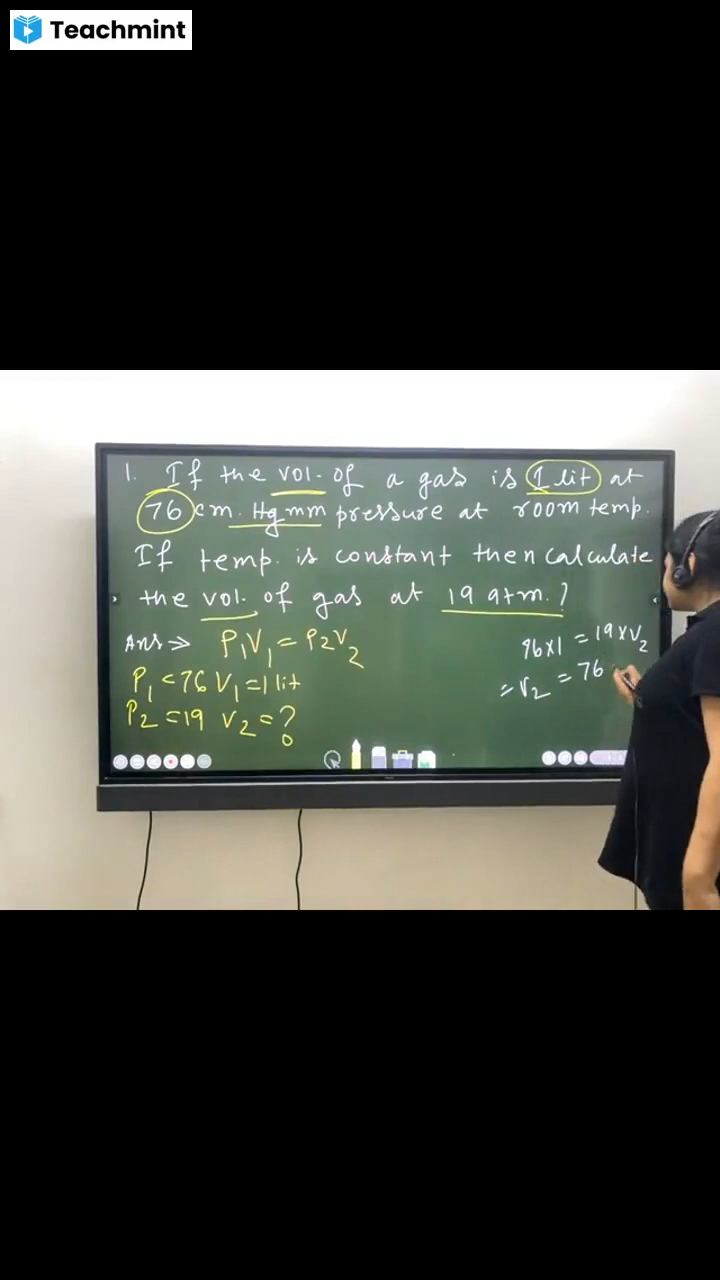 Teachmint
1. If the vol. of a gas is 1 lit at
76 cm. Hg mm pressure at room temp.
If temp. is constant then calculate
the vol. of gas at 19 atm. ?
Ans ⇒ P₁V₁ = P₂V₂
P₁ = 76 V₁ = 1 lit
P₂ = 19 V₂ = ?
76×1 = 19×V₂
= V₂ = 76